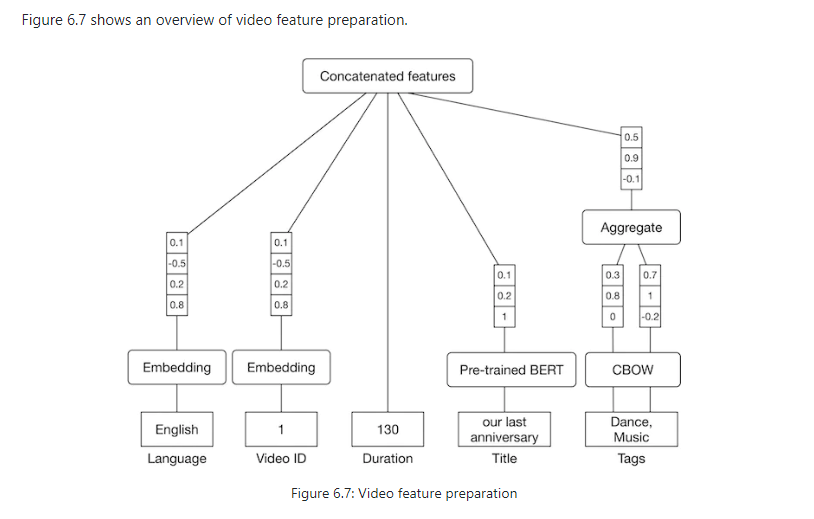 Figure 6.7 shows an overview of video feature preparation.
Concatenated features
0.5
0.9
-0.1
Aggregate
0.1
-0.5
0.2
0.8
0.1
-0.5
0.2
0.8
0.1
0.2
1
0.3
0.8
0
0.7
1
-0.2
Embedding
Embedding
Pre-trained BERT
CBOW
English
1
130
our last
anniversary
Dance,
Music
Language
Video ID
Duration
Title
Tags
Figure 6.7: Video feature preparation